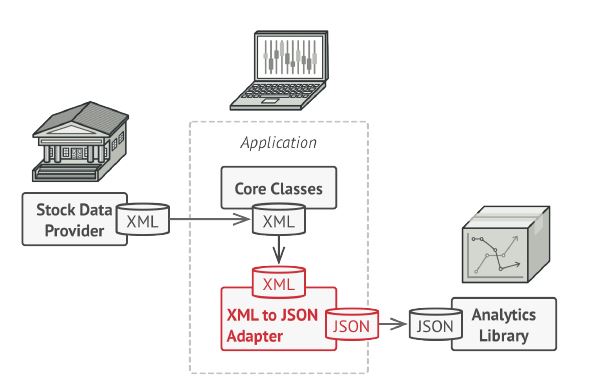 Application
Core Classes
Stock Data
Provider
XML
XML
XML
XML to JSON
Adapter
JSON
JSON
Analytics
Library